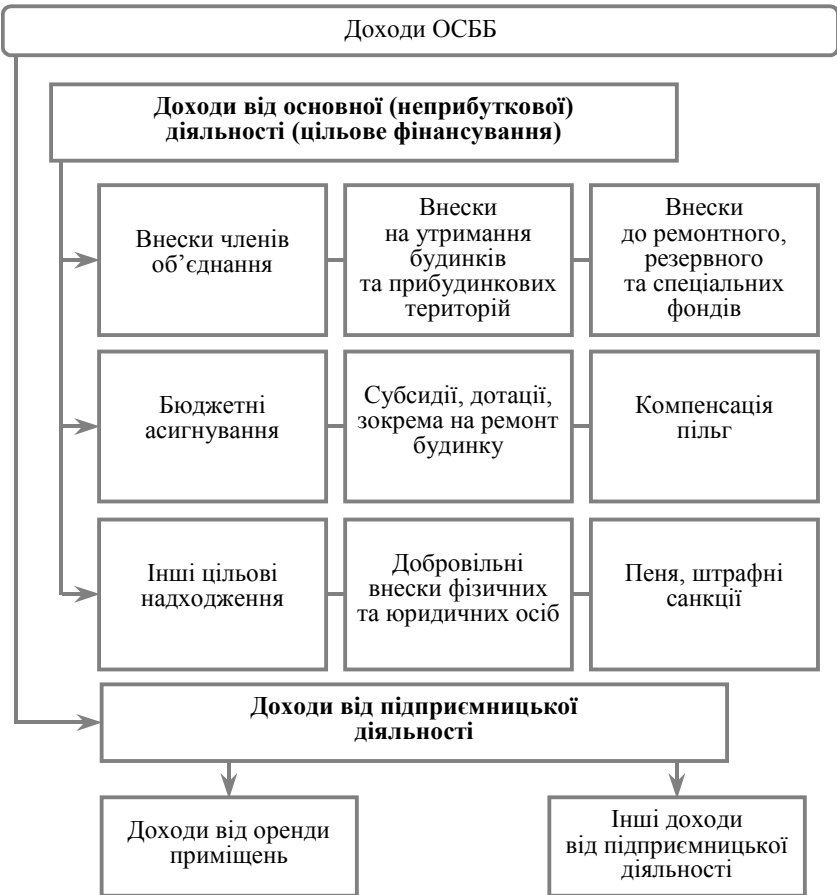 Доходи ОСББ
Доходи від основної (неприбуткової)
діяльності (цільове фінансування)
Внески членів
об’єднання
Внески
на утримання
будинків
та прибудинкових
територій
Внески
до ремонтного,
резервного
та спеціальних
фондів
Бюджетні
асигнування
Субсидії, дотації,
зокрема на ремонт
будинку
Компенсація
пільг
Інші цільові
надходження
Добровільні
внески фізичних
та юридичних осіб
Пеня, штрафні
санкції
Доходи від підприємницької
діяльності
Доходи від оренди
приміщень
Інші доходи
від підприємницької
діяльності